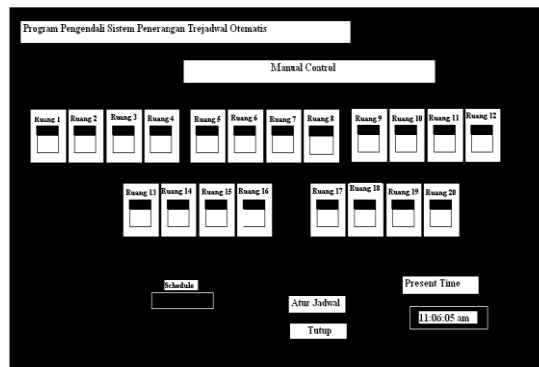 Program Pengendali Sistem Penerangan Trejadwal Otomatis
Manual Control
Ruang 1 Ruang 2 Ruang 3 Ruang 4 Ruang 5 Ruang 6 Ruang 7 Ruang 8 Ruang 9 Ruang 10 Ruang 11 Ruang 12
Ruang 13 Ruang 14 Ruang 15 Ruang 16 Ruang 17 Ruang 18 Ruang 19 Ruang 20
Schedule
Present Time
Atur Jadwal
11:06:05 am
Tutup